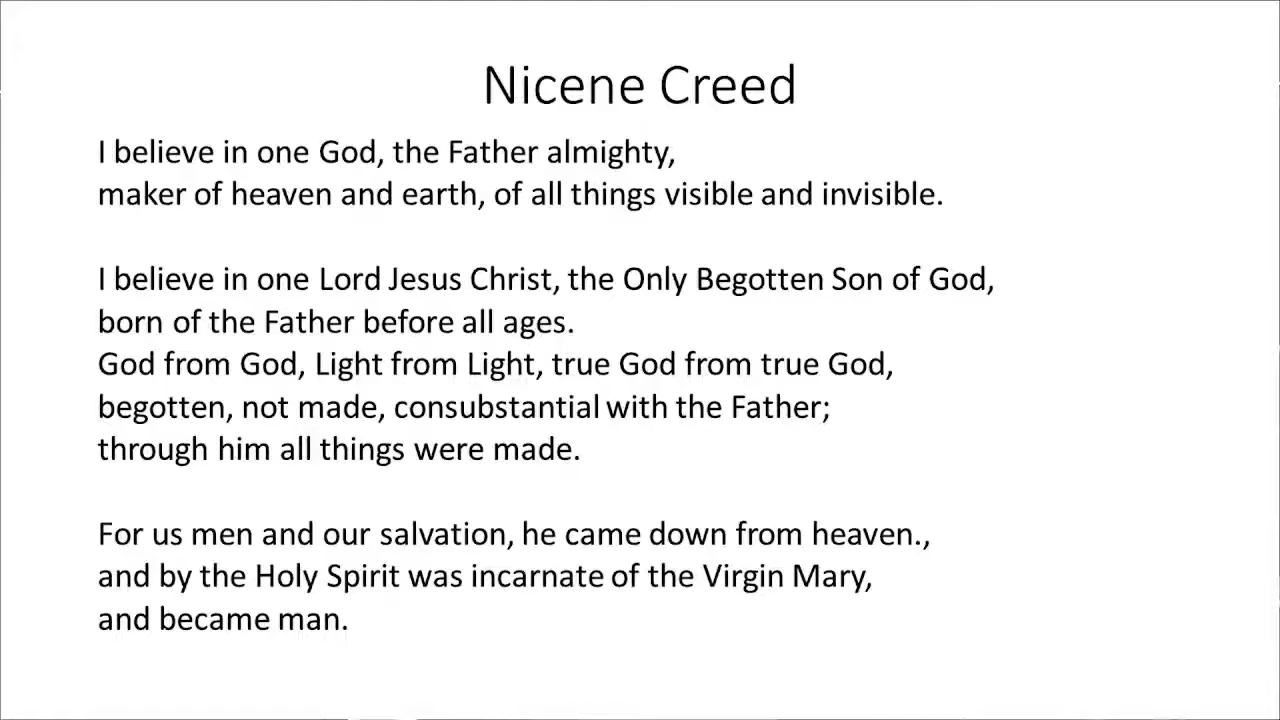 Nicene Creed
I believe in one God, the Father almighty,
maker of heaven and earth, of all things visible and invisible.
I believe in one Lord Jesus Christ, the Only Begotten Son of God,
born of the Father before all ages.
God from God, Light from Light, true God from true God,
begotten, not made, consubstantial with the Father;
through him all things were made.
For us men and our salvation, he came down from heaven.,
and by the Holy Spirit was incarnate of the Virgin Mary,
and became man.